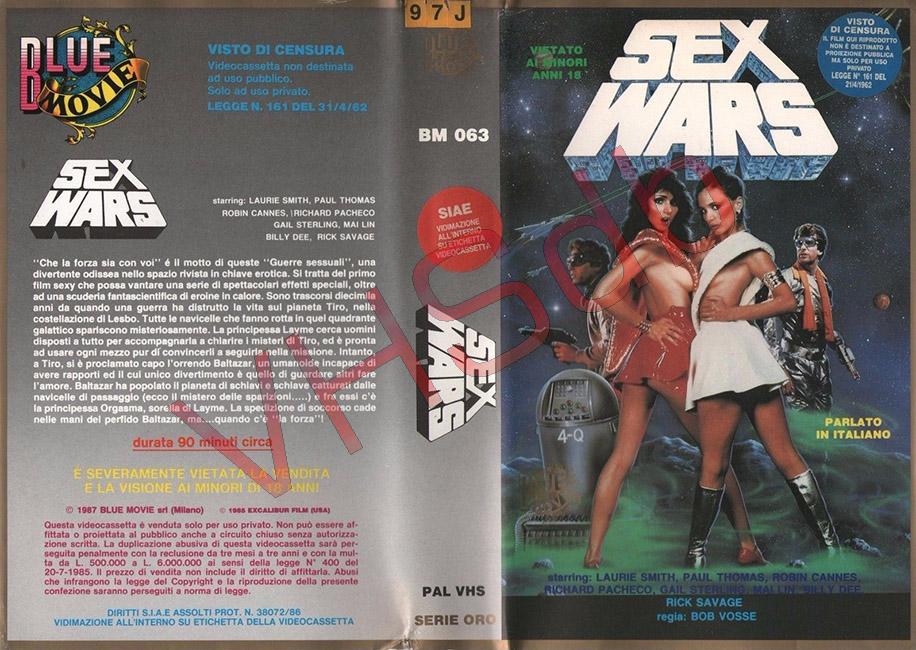 BLUE
MOVIE
VISTO DI CENSURA
Videocassetta non destinata
ad uso pubblico.
Solo ad uso privato.
LEGGE N. 161 DEL 31/4/62
SEX
WARS
starring: LAURIE SMITH, PAUL THOMAS,
ROBIN CANNES, RICHARD PACHECO,
GAIL STERLING, MAI LIN
BILLY DEE, RICK SAVAGE
"Che la forza sia con voi" é il motto di queste "Guerre sessuali", una
divertente odissea nello spazio rivista in chiave erotica. Si tratta del primo
film sexy che possa vantare una serie di spettacolari effetti speciali, oltre
ad una scuderia fantascientifica di eroine in calore. Sono trascorsi diecimila
anni da quando una guerra ha distrutto la vita sul pianeta Tiro, nella
costellazione di Lesbo. Tutte le navicelle che fanno rotta in quel quadrante
galattico spariscono misteriosamente. La principessa Layme cerca uomini
disposti a tutto per accompagnarla a chiarire i misteri di Tiro, ed è pronta
ad usare ogni mezzo pur di convincerli a seguirla nella missione. Intanto,
a Tiro, si è proclamato capo l'orrendo Baltazar, umanoide incapace di
avere rapporti ed il cui unico divertimento è quello di guardare altri fare
l'amore. Baltazar ha popolato il pianeta di schiavi e schiave catturati dalle
navicelle di passaggio (ecco il mistero delle sparizioni.....) e fra essi c'è
la principessa Orgasma, sorella di Layme. La spedizione di soccorso cade
nelle mani del perfido Baltazar, ma...quando c'è "la forza"!
durata 90 minuti circa
È SEVERAMENTE VIETATA LA VENDITA
E LA VISIONE AI MINORI DI 18 ANNI
© 1987 BLUE MOVIE srl (Milano) © 1985 EXCALIBUR FILM (USA)
Questa videocassetta è venduta solo per uso privato. Non può essere af-
fittata o proiettata al pubblico anche a circuito chiuso senza autorizza-
zione scritta. La duplicazione abusiva di questa videocassetta sarà per-
seguita penalmente con la reclusione da tre mesi a tre anni e con la mul-
ta da L. 500.000 a L. 6.000.000 ai sensi della legge N° 400 del
20-7-1985. Il prezzo di vendita non include il diritto di affittarla. Abusi
che infrangono la legge del Copyright e la riproduzione della presente
confezione saranno perseguiti a norma di legge.
DIRITTI S.I.A.E ASSOLTI PROT. N. 38072/86
VIDIMAZIONE ALL'INTERNO SU ETICHETTA DELLA VIDEOCASSETTA
97J
BM 063
SIAE
VIDIMAZIONE
ALL'INTERNO
SU ETICHETTA
VIDEOCASSETTA
SEX
WARS
PAL VHS
SERIE ORO
VIETATO
AI MINORI
ANNI 18
SEX
WARS
VISTO
DI CENSURA
IL FILM QUI RIPRODOTTO
NON È DESTINATO A
PROIEZIONE PUBBLICA
MA SOLO PER USO
PRIVATO
LEGGE N° 161 DEL
21/4/1962
4-Q
PARLATO
IN ITALIANO
starring: LAURIE SMITH, PAUL THOMAS, ROBIN CANNES,
RICHARD PACHECO, GAIL STERLING, MAI LIN BILLY DEE
RICK SAVAGE
regia: BOB VOSSE